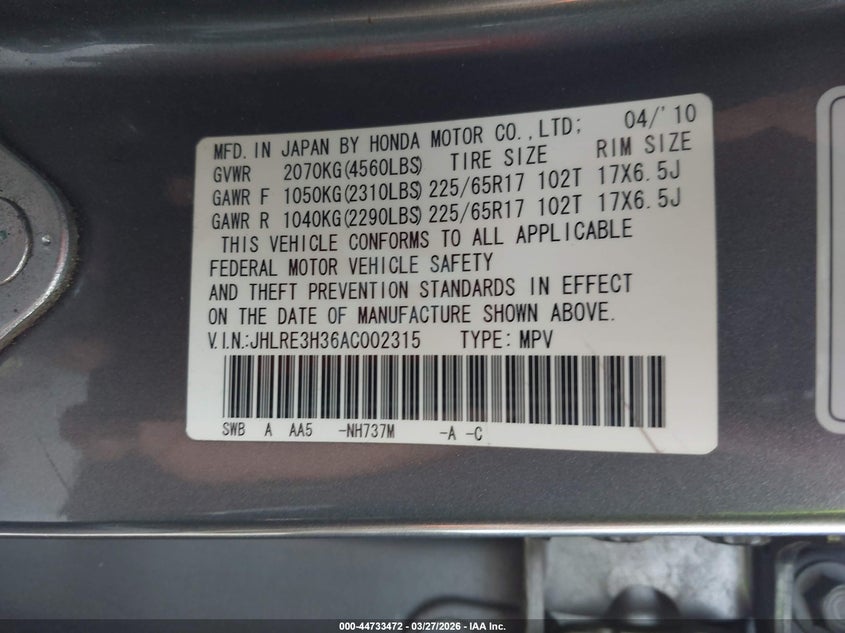 MFD. IN JAPAN BY HONDA MOTOR CO.,LTD; 04/'10
GVWR 2070KG(4560LBS) TIRE SIZE RIM SIZE
GAWR F 1050KG(2310LBS) 225/65R17 102T 17X6.5J
GAWR R 1040KG(2290LBS) 225/65R17 102T 17X6.5J
THIS VEHICLE CONFORMS TO ALL APPLICABLE
FEDERAL MOTOR VEHICLE SAFETY
AND THEFT PREVENTION STANDARDS IN EFFECT
ON THE DATE OF MANUFACTURE SHOWN ABOVE.
V.I.N.:JHLRE3H36AC002315 TYPE: MPV
SWB A AA5 -NH737M -A -C
000-44733472 - 03/27/2026 - IAA Inc.